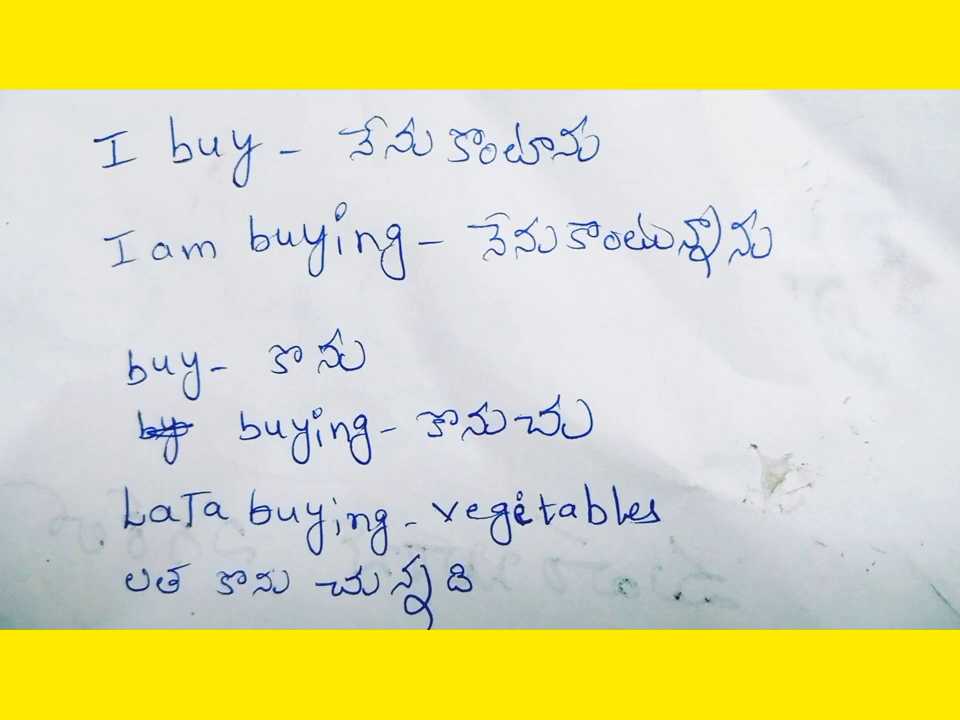 I buy - నేను కొంటాను
I am buying - నేను కొంటున్నాను
buy - కొను
buying - కొనుచు
LaTa buying - vegetables
లత కొను చున్నది